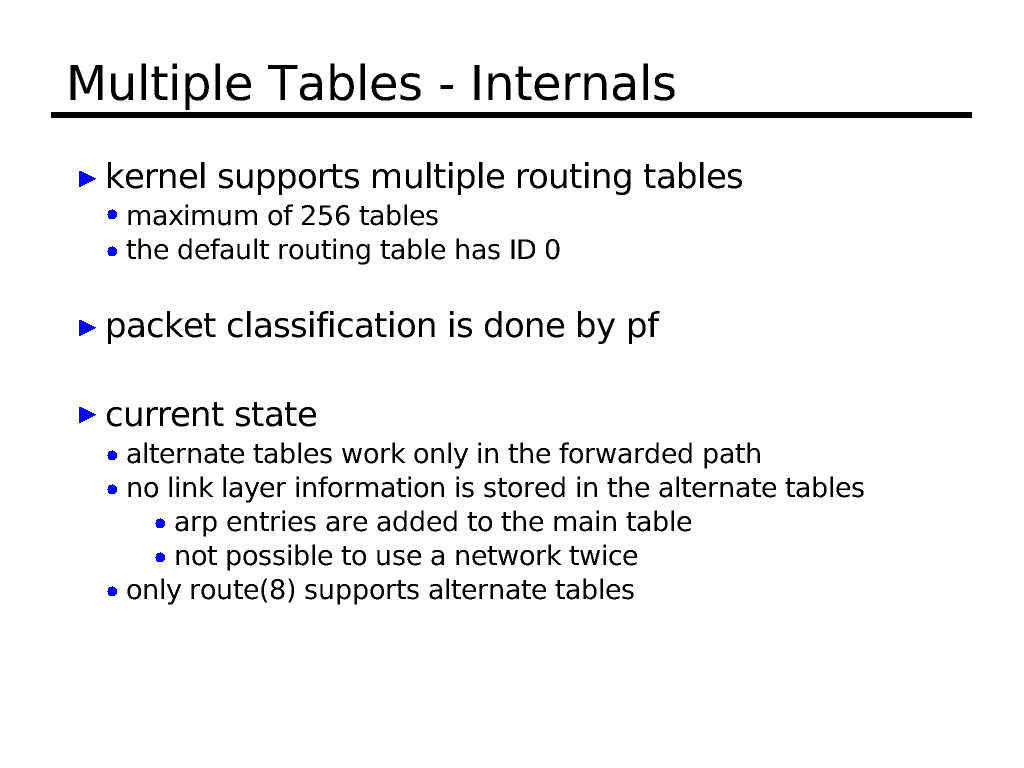 Multiple Tables - Internals
kernel supports multiple routing tables
maximum of 256 tables
the default routing table has ID 0
packet classification is done by pf
current state
alternate tables work only in the forwarded path
no link layer information is stored in the alternate tables
arp entries are added to the main table
not possible to use a network twice
only route(8) supports alternate tables